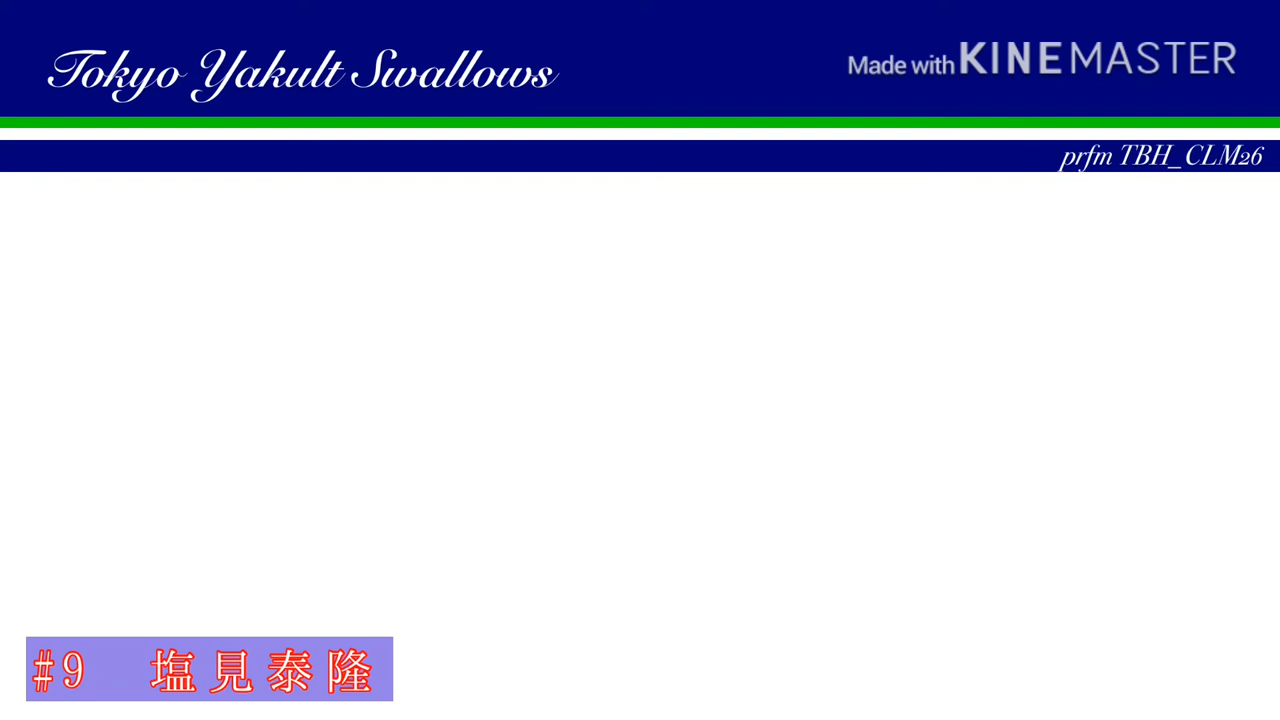 Tokyo Yakult Swallows
Made with KINEMASTER
prfm TBH_CLM26
#9　塩見泰隆